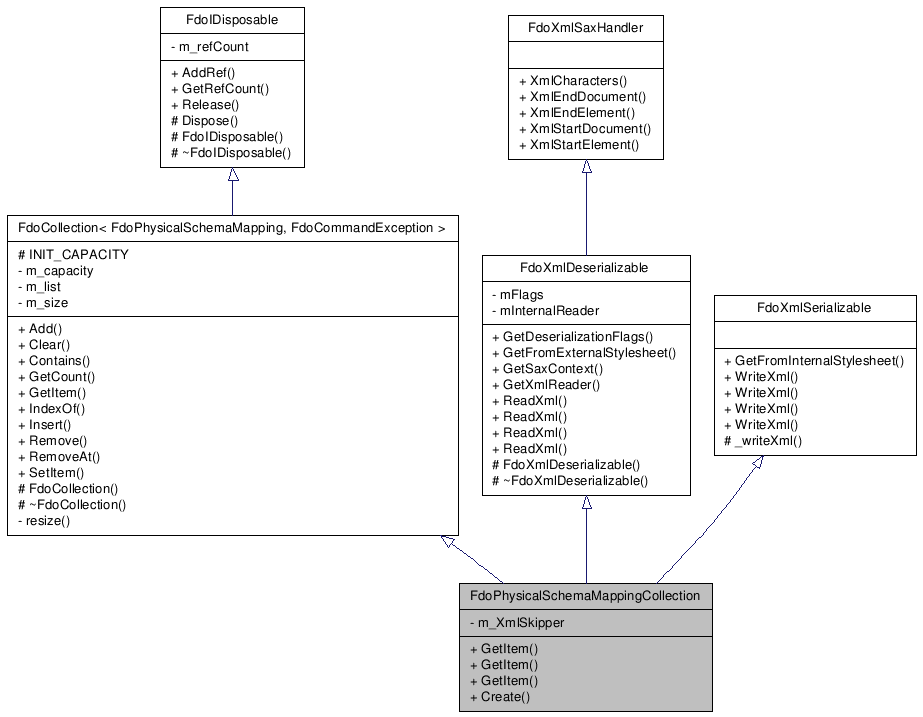 FdoIDisposable
- m_refCount
+ AddRef()
+ GetRefCount()
+ Release()
# Dispose()
# FdoIDisposable()
# ~FdoIDisposable()
FdoXmlSaxHandler
+ XmlCharacters()
+ XmlEndDocument()
+ XmlEndElement()
+ XmlStartDocument()
+ XmlStartElement()
FdoCollection< FdoPhysicalSchemaMapping, FdoCommandException >
# INIT_CAPACITY
- m_capacity
- m_list
- m_size
+ Add()
+ Clear()
+ Contains()
+ GetCount()
+ GetItem()
+ IndexOf()
+ Insert()
+ Remove()
+ RemoveAt()
+ SetItem()
# FdoCollection()
# ~FdoCollection()
- resize()
FdoXmlDeserializable
- mFlags
- mInternalReader
+ GetDeserializationFlags()
+ GetFromExternalStylesheet()
+ GetSaxContext()
+ GetXmlReader()
+ ReadXml()
+ ReadXml()
+ ReadXml()
+ ReadXml()
# FdoXmlDeserializable()
# ~FdoXmlDeserializable()
FdoXmlSerializable
+ GetFromInternalStylesheet()
+ WriteXml()
+ WriteXml()
+ WriteXml()
+ WriteXml()
# _writeXml()
FdoPhysicalSchemaMappingCollection
- m_XmlSkipper
+ GetItem()
+ GetItem()
+ GetItem()
+ Create()